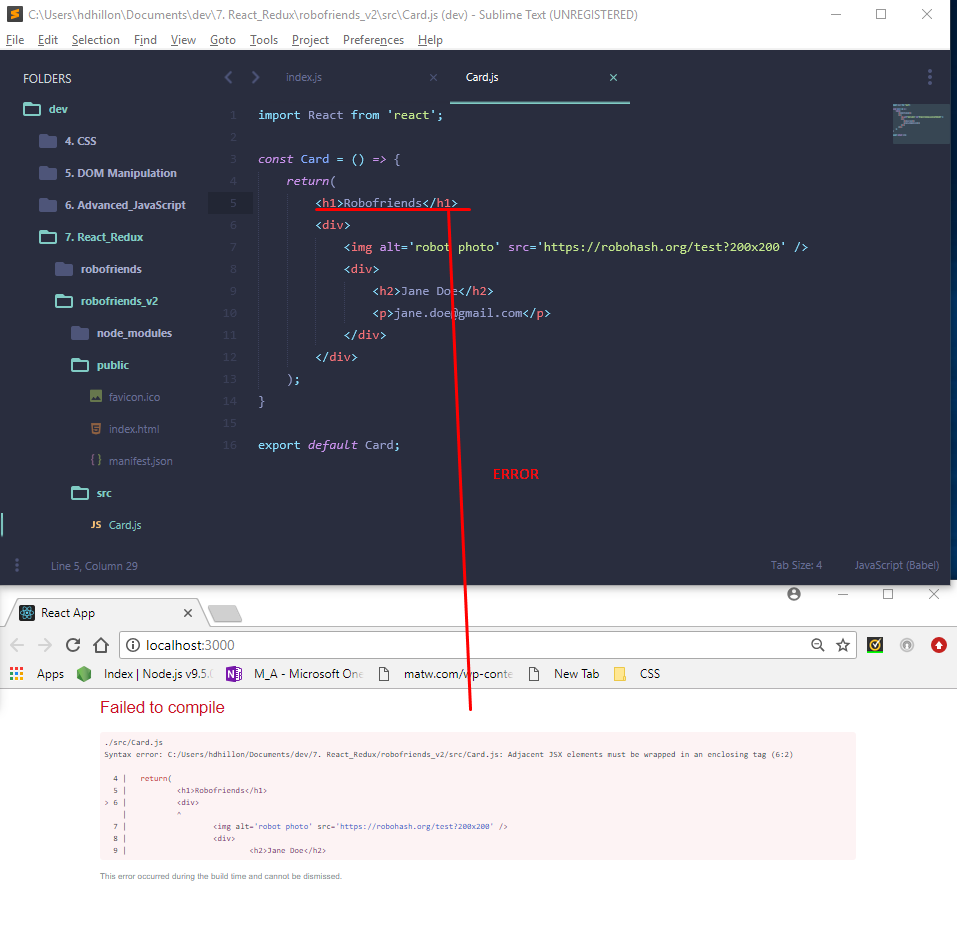 C:\Users\hdhillon\Documents\dev\7. React_Redux\robofriends_v2\src\Card.js (dev) - Sublime Text (UNREGISTERED)
File Edit Selection Find View Goto Tools Project Preferences Help
FOLDERS
dev
4. CSS
5. DOM Manipulation
6. Advanced_JavaScript
7. React_Redux
robofriends
robofriends_v2
node_modules
public
favicon.ico
index.html
manifest.json
src
JS Card.js
index.js Card.js
1 import React from 'react';
2
3 const Card = () => {
4 return(
5 <h1>Robofriends</h1>
6 <div>
7 <img alt='robot photo' src='https://robohash.org/test?200x200' />
8 <div>
9 <h2>Jane Doe</h2>
10 <p>jane.doe@gmail.com</p>
11 </div>
12 </div>
13 );
14 }
15
16 export default Card;
ERROR
Line 5, Column 29 Tab Size: 4 JavaScript (Babel)
React App
localhost:3000
Apps Index | Node.js v9.5.0 M_A - Microsoft One matw.com/wp-conte New Tab CSS
Failed to compile
./src/Card.js
Syntax error: C:/Users/hdhillon/Documents/dev/7. React_Redux/robofriends_v2/src/Card.js: Adjacent JSX elements must be wrapped in an enclosing tag (6:2)
4 | return(
5 | <h1>Robofriends</h1>
> 6 | <div>
| ^
7 | <img alt='robot photo' src='https://robohash.org/test?200x200' />
8 | <div>
9 | <h2>Jane Doe</h2>
This error occurred during the build time and cannot be dismissed.